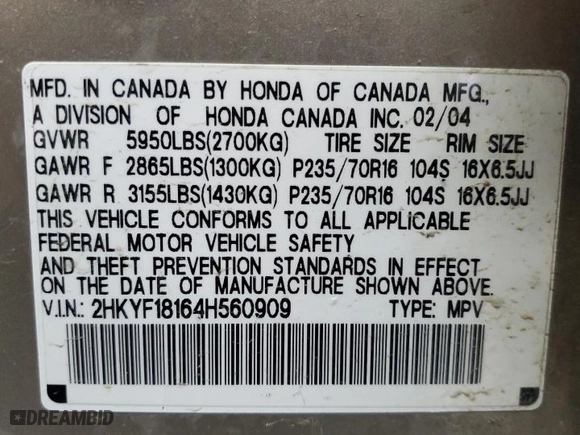 MFD. IN CANADA BY HONDA OF CANADA MFG.,
A DIVISION OF HONDA CANADA INC. 02/04
GVWR 5950LBS(2700KG) TIRE SIZE RIM SIZE
GAWR F 2865LBS(1300KG) P235/70R16 104S 16X6.5JJ
GAWR R 3155LBS(1430KG) P235/70R16 104S 16X6.5JJ
THIS VEHICLE CONFORMS TO ALL APPLICABLE
FEDERAL MOTOR VEHICLE SAFETY
AND THEFT PREVENTION STANDARDS IN EFFECT
ON THE DATE OF MANUFACTURE SHOWN ABOVE.
V.I.N.: 2HKYF18164H560909 TYPE: MPV
DREAMBID